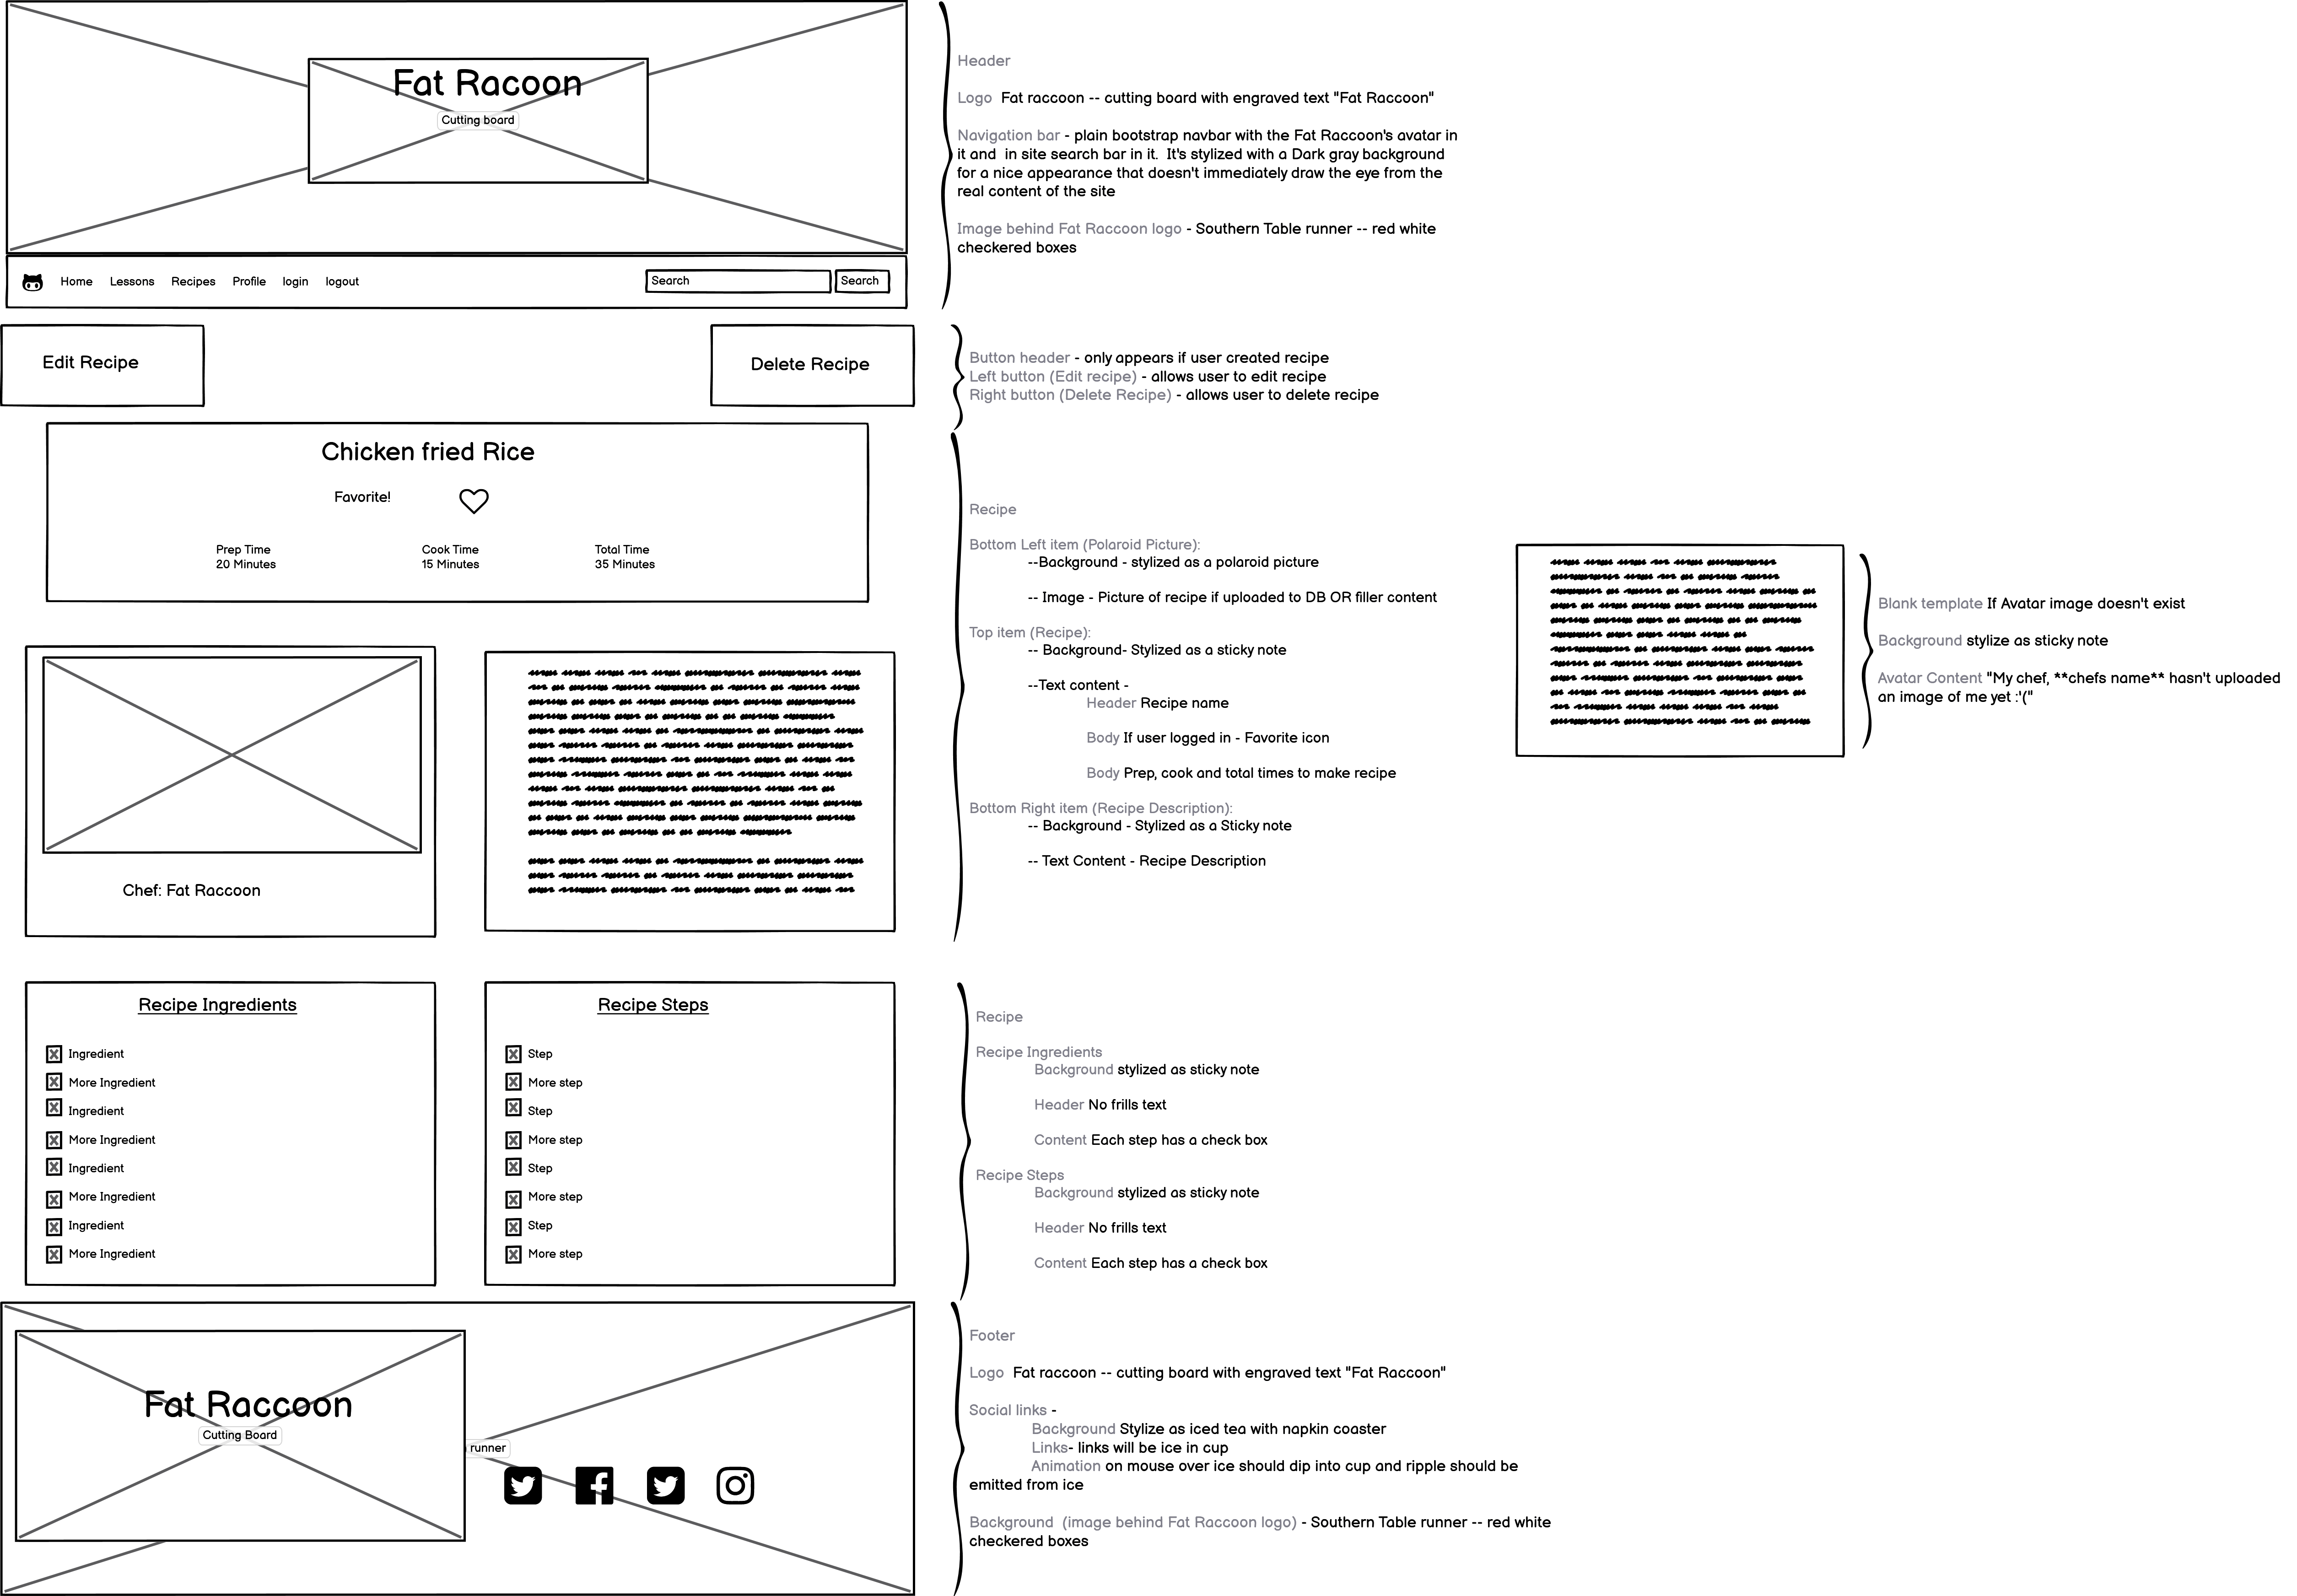 Fat Racoon
Cutting board
Home Lessons Recipes Profile login logout
Search Search
Header
Logo Fat raccoon -- cutting board with engraved text "Fat Raccoon"
Navigation bar - plain bootstrap navbar with the Fat Raccoon's avatar in
it and in site search bar in it. It's stylized with a Dark gray background
for a nice appearance that doesn't immediately draw the eye from the
real content of the site
Image behind Fat Raccoon logo - Southern Table runner -- red white
checkered boxes
Edit Recipe
Delete Recipe
Button header - only appears if user created recipe
Left button (Edit recipe) - allows user to edit recipe
Right button (Delete Recipe) - allows user to delete recipe
Chicken fried Rice
Favorite!
Prep Time Cook Time Total Time
20 Minutes 15 Minutes 35 Minutes
Chef: Fat Raccoon
Recipe
Bottom Left item (Polaroid Picture):
--Background - stylized as a polaroid picture
-- Image - Picture of recipe if uploaded to DB OR filler content
Top item (Recipe):
-- Background- Stylized as a sticky note
--Text content -
Header Recipe name
Body If user logged in - Favorite icon
Body Prep, cook and total times to make recipe
Bottom Right item (Recipe Description):
-- Background - Stylized as a Sticky note
-- Text Content - Recipe Description
Blank template If Avatar image doesn't exist
Background stylize as sticky note
Avatar Content "My chef, **chefs name** hasn't uploaded
an image of me yet :'("
Recipe Ingredients
Ingredient
More Ingredient
Ingredient
More Ingredient
Ingredient
More Ingredient
Ingredient
More Ingredient
Recipe Steps
Step
More step
Step
More step
Step
More step
Step
More step
Recipe
Recipe Ingredients
Background stylized as sticky note
Header No frills text
Content Each step has a check box
Recipe Steps
Background stylized as sticky note
Header No frills text
Content Each step has a check box
Fat Raccoon
Cutting Board
runner
Footer
Logo Fat raccoon -- cutting board with engraved text "Fat Raccoon"
Social links -
Background Stylize as iced tea with napkin coaster
Links- links will be ice in cup
Animation on mouse over ice should dip into cup and ripple should be
emitted from ice
Background (image behind Fat Raccoon logo) - Southern Table runner -- red white
checkered boxes